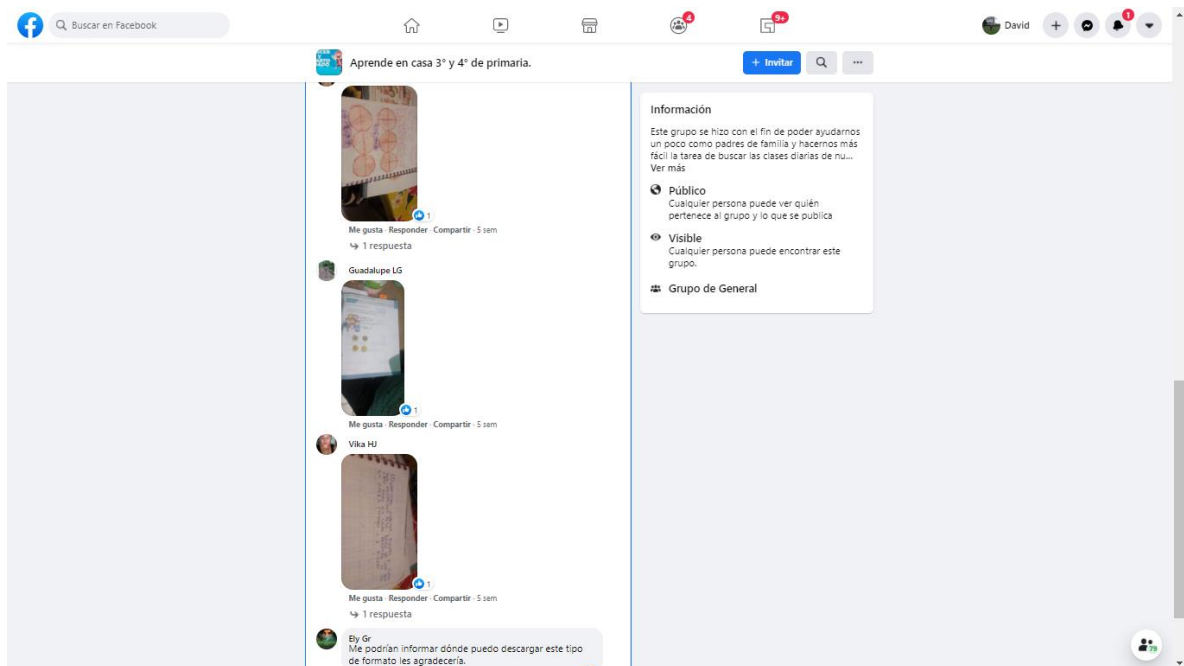 Buscar en Facebook
4
9+
David
1
Aprende en casa 3° y 4° de primaria.
+ Invitar
1
Me gusta · Responder · Compartir · 5 sem
1 respuesta
Guadalupe LG
1
Me gusta · Responder · Compartir · 5 sem
Vika HJ
1
Me gusta · Responder · Compartir · 5 sem
1 respuesta
Ely Gr
Me podrían informar dónde puedo descargar este tipo
de formato les agradecería.
Información
Este grupo se hizo con el fin de poder ayudarnos
un poco como padres de familia y hacernos más
fácil la tarea de buscar las clases diarias de nu...
Ver más
Público
Cualquier persona puede ver quién
pertenece al grupo y lo que se publica
Visible
Cualquier persona puede encontrar este
grupo.
Grupo de General
79